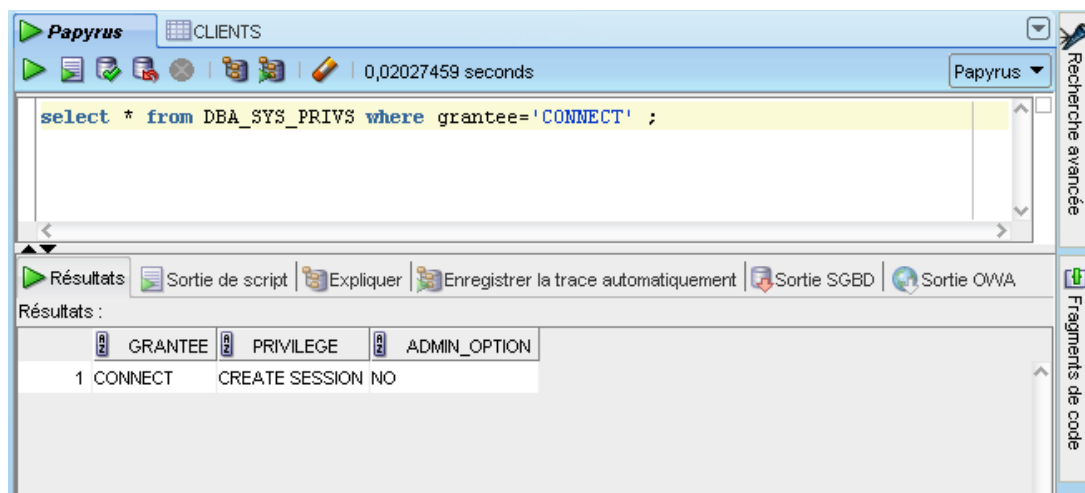 Papyrus CLIENTS
0,02027459 seconds Papyrus
select * from DBA_SYS_PRIVS where grantee='CONNECT' ;
Résultats Sortie de script Expliquer Enregistrer la trace automatiquement Sortie SGBD Sortie OWA
Résultats :
GRANTEE PRIVILEGE ADMIN_OPTION
1 CONNECT CREATE SESSION NO
Recherche avancée
Fragments de code